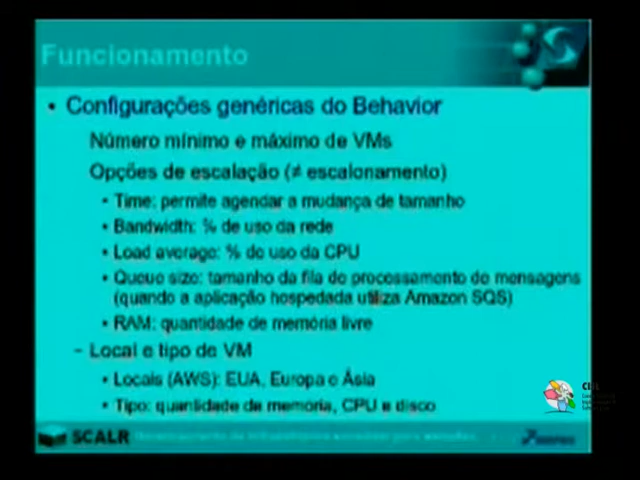 Funcionamento
• Configurações genéricas do Behavior
Número mínimo e máximo de VMs
Opções de escalação (≠ escalonamento)
• Time: permite agendar a mudança de tamanho
• Bandwidth: % de uso da rede
• Load average: % de uso da CPU
• Queue size: tamanho da fila de processamento de mensagens
(quando a aplicação hospedada utiliza Amazon SQS)
• RAM: quantidade de memória livre
– Local e tipo de VM
• Locais (AWS): EUA, Europa e Ásia
• Tipo: quantidade de memória, CPU e disco
SCALR